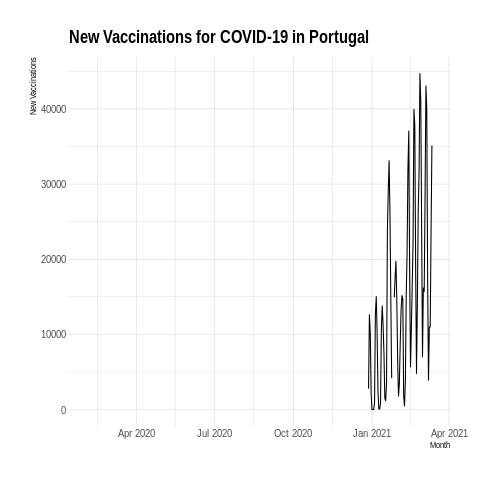 New Vaccinations for COVID-19 in Portugal
New Vaccinations
40000
30000
20000
10000
0
Apr 2020 Jul 2020 Oct 2020 Jan 2021 Apr 2021
Month